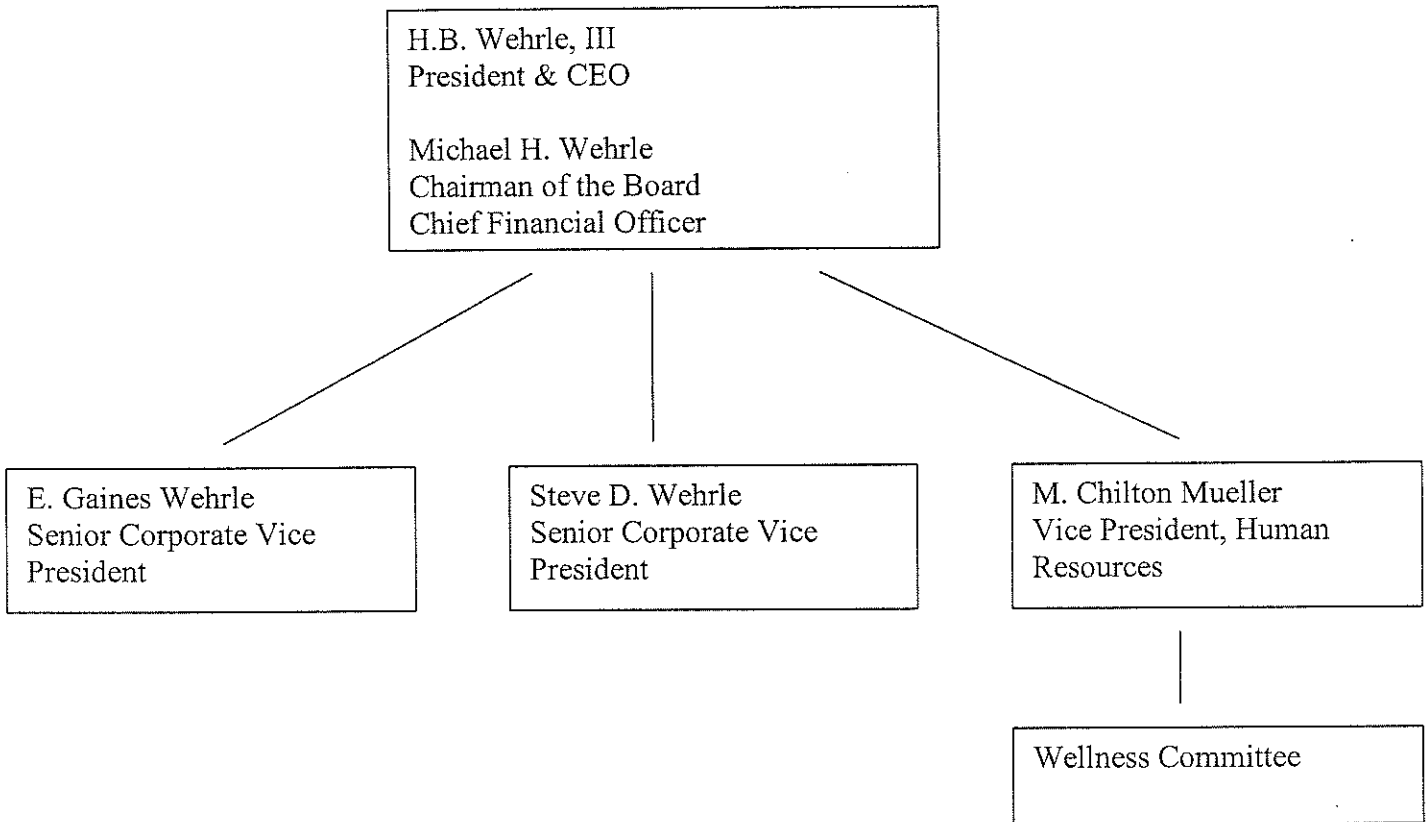 H.B. Wehrle, III
President & CEO
Michael H. Wehrle
Chairman of the Board
Chief Financial Officer
E. Gaines Wehrle
Senior Corporate Vice
President
Steve D. Wehrle
Senior Corporate Vice
President
M. Chilton Mueller
Vice President, Human
Resources
Wellness Committee